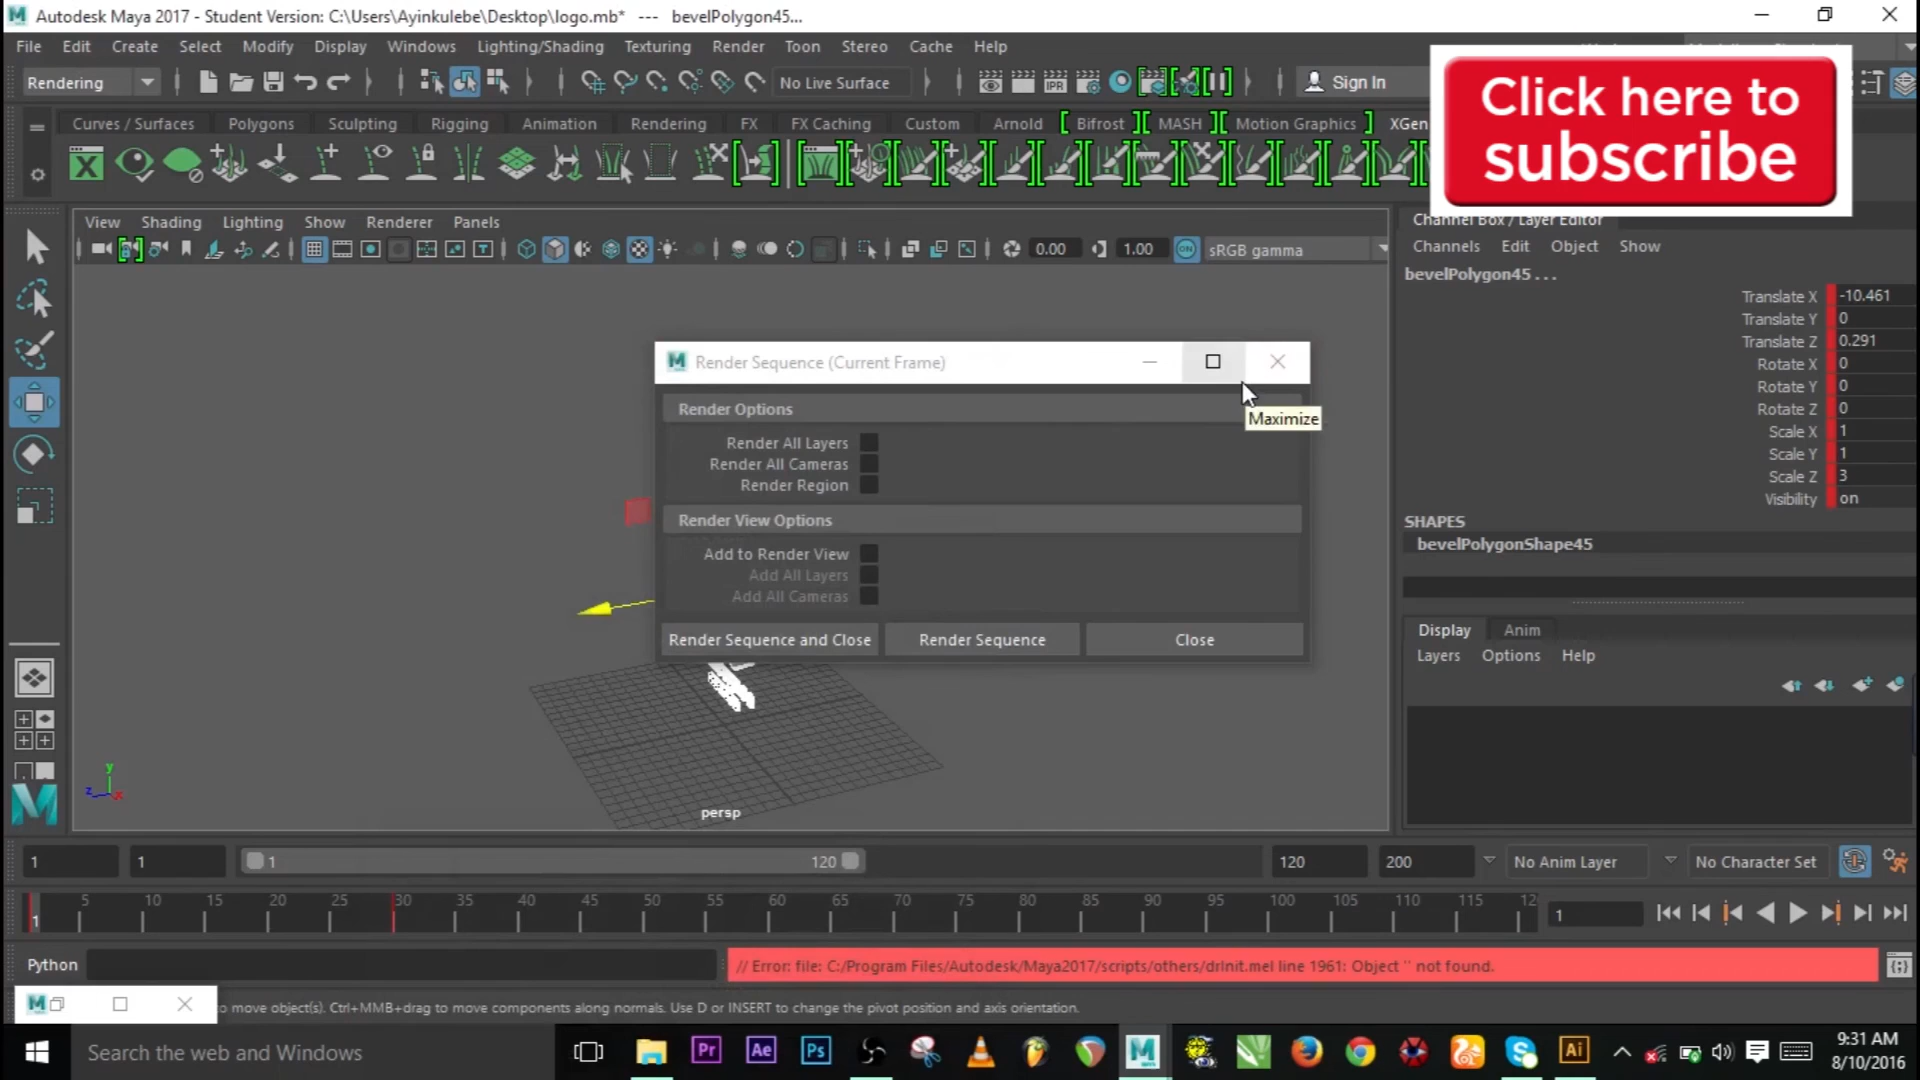 Autodesk Maya 2017 - Student Version: C:\Users\Ayinkulebe\Desktop\logo.mb* --- bevelPolygon45...
File Edit Create Select Modify Display Windows Lighting/Shading Texturing Render Toon Stereo Cache Help
Rendering No Live Surface IPR Sign In
Click here to
subscribe
Curves / Surfaces Polygons Sculpting Rigging Animation Rendering FX FX Caching Custom Arnold Bifrost MASH Motion Graphics XGen
View Shading Lighting Show Renderer Panels
0.00 1.00 ON sRGB gamma
Channel Box / Layer Editor
Channels Edit Object Show
bevelPolygon45 . . .
Translate X -10.461
Translate Y 0
Translate Z 0.291
Rotate X 0
Rotate Y 0
Rotate Z 0
Scale X 1
Scale Y 1
Scale Z 3
Visibility on
SHAPES
bevelPolygonShape45
Render Sequence (Current Frame)
Maximize
Render Options
Render All Layers
Render All Cameras
Render Region
Render View Options
Add to Render View
Add All Layers
Add All Cameras
Render Sequence and Close Render Sequence Close
Display Anim
Layers Options Help
y
z x
persp
1 1 1 120 120 200 No Anim Layer No Character Set
1 5 10 15 20 25 30 35 40 45 50 55 60 65 70 75 80 85 90 95 100 105 110 115 12 1
Python // Error: file: C:/Program Files/Autodesk/Maya2017/scripts/others/drInit.mel line 1961: Object '' not found.
to move object(s). Ctrl+MMB+drag to move components along normals. Use D or INSERT to change the pivot position and axis orientation.
Search the web and Windows Pr Ae Ps Ai 9:31 AM
8/10/2016